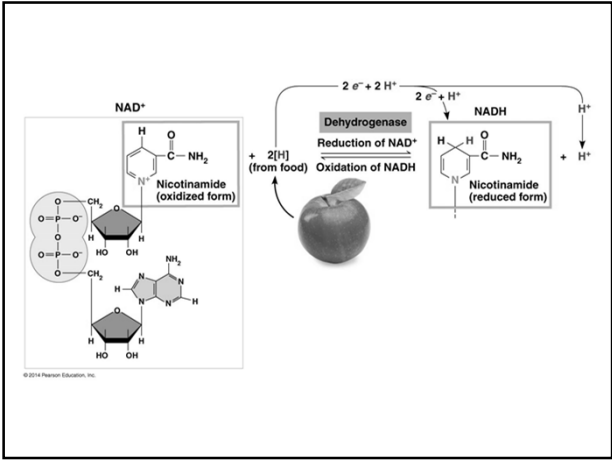 2 e⁻ + 2 H⁺
2 e⁻ + H⁺
NAD⁺
NADH
H⁺
Dehydrogenase
Reduction of NAD⁺
Oxidation of NADH
+ 2[H]
(from food)
H
O
C
NH₂
N⁺
Nicotinamide
(oxidized form)
H H
O
C
NH₂
N
Nicotinamide
(reduced form)
+ H⁺
O
CH₂
O=P—O⁻
O
O=P—O⁻
O
CH₂
O
H H
HO OH
NH₂
N
N
H
H
N
N
O
H H
HO OH
© 2014 Pearson Education, Inc.